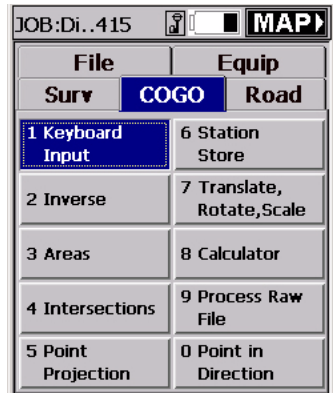 JOB:Di..415 MAP
File Equip
Surv COGO Road
1 Keyboard
Input
6 Station
Store
2 Inverse
7 Translate,
Rotate,Scale
3 Areas
8 Calculator
4 Intersections
9 Process Raw
File
5 Point
Projection
0 Point in
Direction